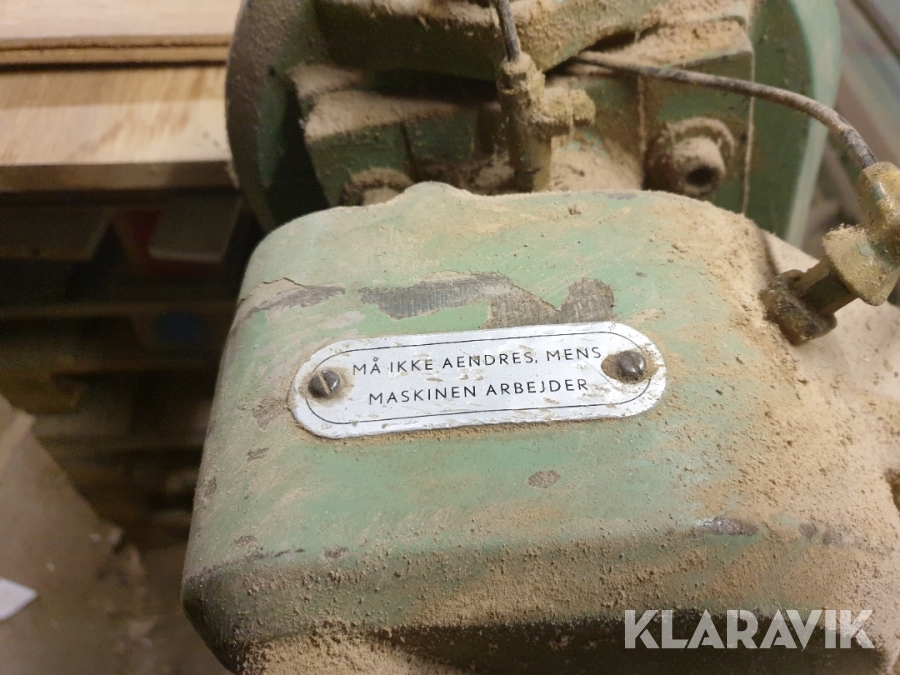 MÅ IKKE AENDRES, MENS
MASKINEN ARBEJDER
KLARAVIK